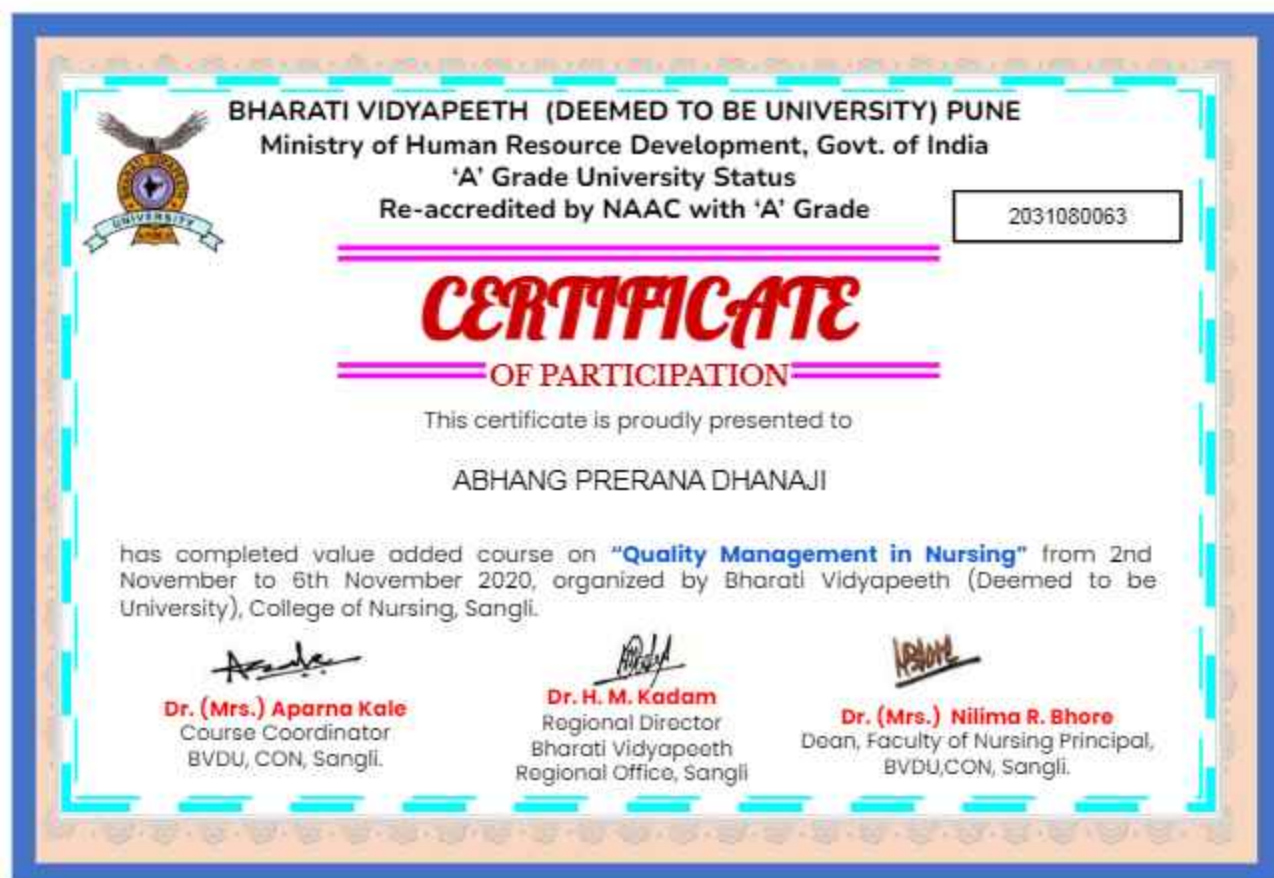 BHARATI VIDYAPEETH (DEEMED TO BE UNIVERSITY) PUNE
Ministry of Human Resource Development, Govt. of India
‘A’ Grade University Status
Re-accredited by NAAC with ‘A’ Grade
2031080063
BHARATI VIDYAPEETH
UNIVERSITY
CERTIFICATE
OF PARTICIPATION
This certificate is proudly presented to
ABHANG PRERANA DHANAJI
has completed value added course on “Quality Management in Nursing” from 2nd
November to 6th November 2020, organized by Bharati Vidyapeeth (Deemed to be
University), College of Nursing, Sangli.
Dr. (Mrs.) Aparna Kale
Course Coordinator
BVDU, CON, Sangli.
Dr. H. M. Kadam
Regional Director
Bharati Vidyapeeth
Regional Office, Sangli
Dr. (Mrs.) Nilima R. Bhore
Dean, Faculty of Nursing Principal,
BVDU,CON, Sangli.